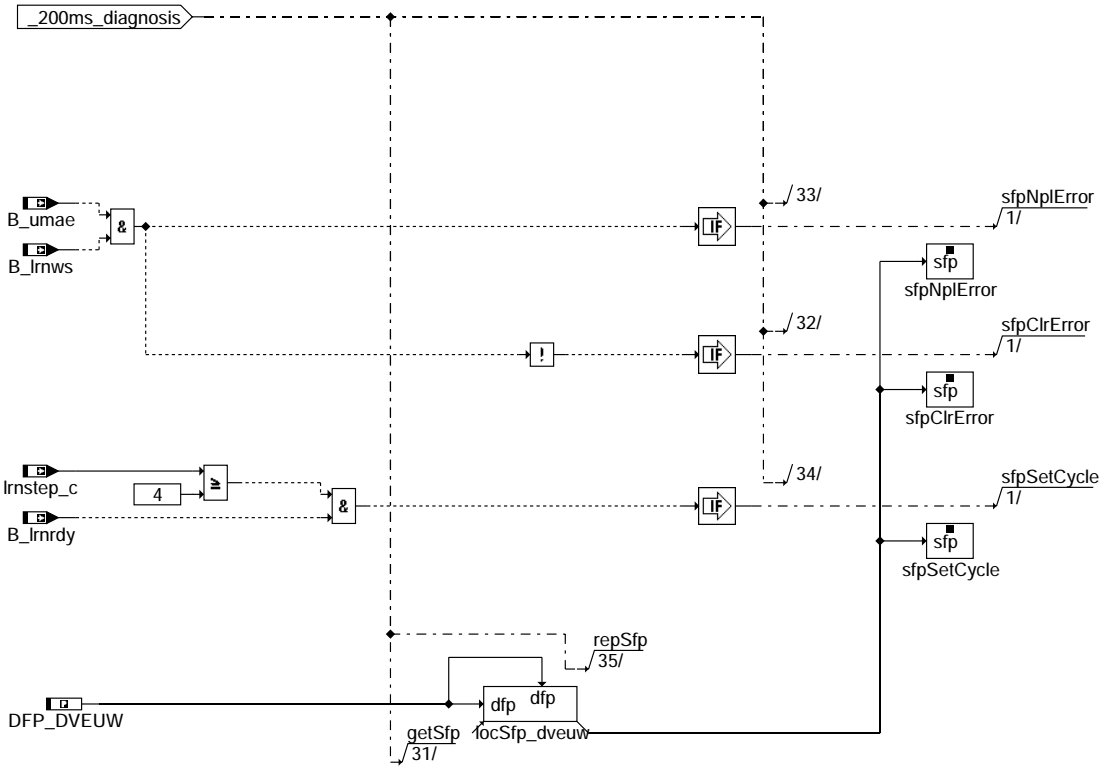 _200ms_diagnosis
33/
sfpNplError
1/
B_umae
&
IF
B_lrnws
sfp
sfpNplError
32/
sfpClrError
1/
!
IF
sfp
sfpClrError
34/
sfpSetCycle
1/
lrnstep_c
≥
4
&
IF
B_lrnrdy
sfp
sfpSetCycle
repSfp
35/
dfp
dfp
DFP_DVEUW
getSfp
31/
locSfp_dveuw